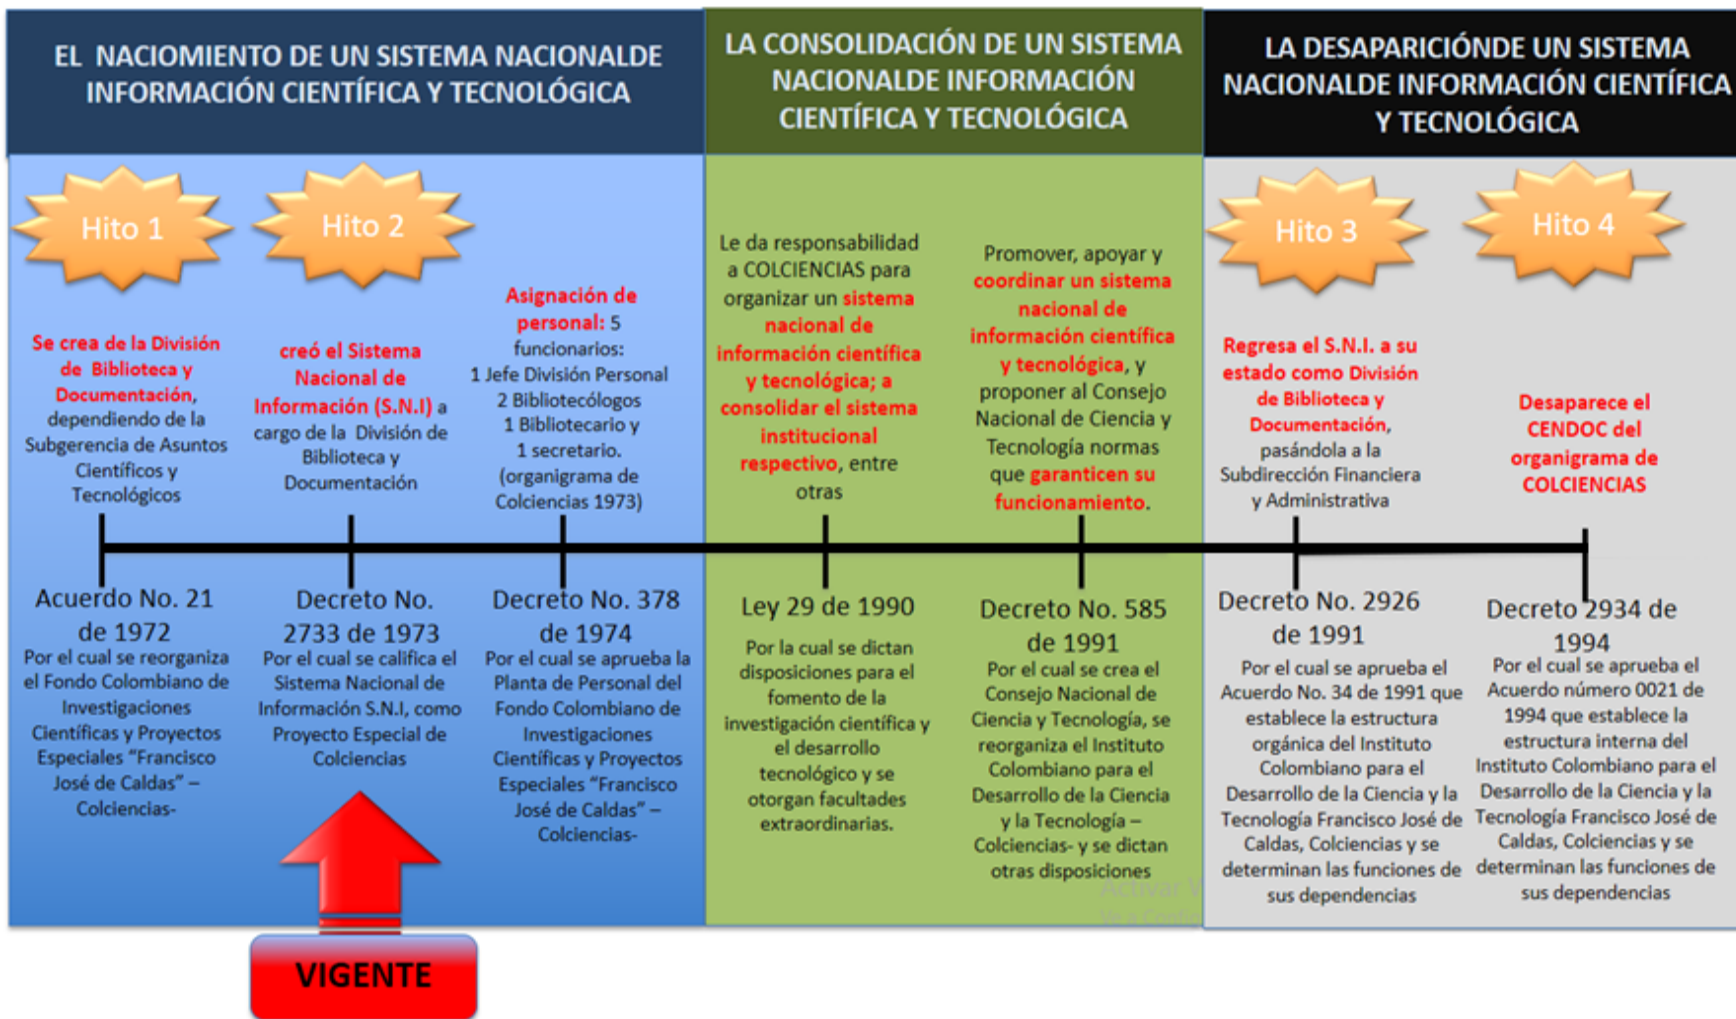 EL NACIOMIENTO DE UN SISTEMA NACIONALDE
INFORMACIÓN CIENTÍFICA Y TECNOLÓGICA
LA CONSOLIDACIÓN DE UN SISTEMA
NACIONALDE INFORMACIÓN
CIENTÍFICA Y TECNOLÓGICA
LA DESAPARICIÓNDE UN SISTEMA
NACIONALDE INFORMACIÓN CIENTÍFICA
Y TECNOLÓGICA
Hito 1
Se crea de la División
de Biblioteca y
Documentación,
dependiendo de la
Subgerencia de Asuntos
Científicos y
Tecnológicos
Hito 2
creó el Sistema
Nacional de
Información (S.N.I) a
cargo de la División de
Biblioteca y
Documentación
Asignación de
personal: 5
funcionarios:
1 Jefe División Personal
2 Bibliotecólogos
1 Bibliotecario y
1 secretario.
(organigrama de
Colciencias 1973)
Le da responsabilidad
a COLCIENCIAS para
organizar un sistema
nacional de
información científica
y tecnológica; a
consolidar el sistema
institucional
respectivo, entre
otras
Promover, apoyar y
coordinar un sistema
nacional de
información científica
y tecnológica, y
proponer al Consejo
Nacional de Ciencia y
Tecnología normas
que garanticen su
funcionamiento.
Hito 3
Regresa el S.N.I. a su
estado como División
de Biblioteca y
Documentación,
pasándola a la
Subdirección Financiera
y Administrativa
Hito 4
Desaparece el
CENDOC del
organigrama de
COLCIENCIAS
Acuerdo No. 21
de 1972
Por el cual se reorganiza
el Fondo Colombiano de
Investigaciones
Científicas y Proyectos
Especiales “Francisco
José de Caldas” –
Colciencias-
Decreto No.
2733 de 1973
Por el cual se califica el
Sistema Nacional de
Información S.N.I, como
Proyecto Especial de
Colciencias
Decreto No. 378
de 1974
Por el cual se aprueba la
Planta de Personal del
Fondo Colombiano de
Investigaciones
Científicas y Proyectos
Especiales “Francisco
José de Caldas” –
Colciencias-
Ley 29 de 1990
Por la cual se dictan
disposiciones para el
fomento de la
investigación científica y
el desarrollo
tecnológico y se
otorgan facultades
extraordinarias.
Decreto No. 585
de 1991
Por el cual se crea el
Consejo Nacional de
Ciencia y Tecnología, se
reorganiza el Instituto
Colombiano para el
Desarrollo de la Ciencia
y la Tecnología –
Colciencias- y se dictan
otras disposiciones
Decreto No. 2926
de 1991
Por el cual se aprueba el
Acuerdo No. 34 de 1991 que
establece la estructura
orgánica del Instituto
Colombiano para el
Desarrollo de la Ciencia y la
Tecnología Francisco José de
Caldas, Colciencias y se
determinan las funciones de
sus dependencias
Decreto 2934 de
1994
Por el cual se aprueba el
Acuerdo número 0021 de
1994 que establece la
estructura interna del
Instituto Colombiano para el
Desarrollo de la Ciencia y la
Tecnología Francisco José de
Caldas, Colciencias y se
determinan las funciones de
sus dependencias
Activar
VIGENTE